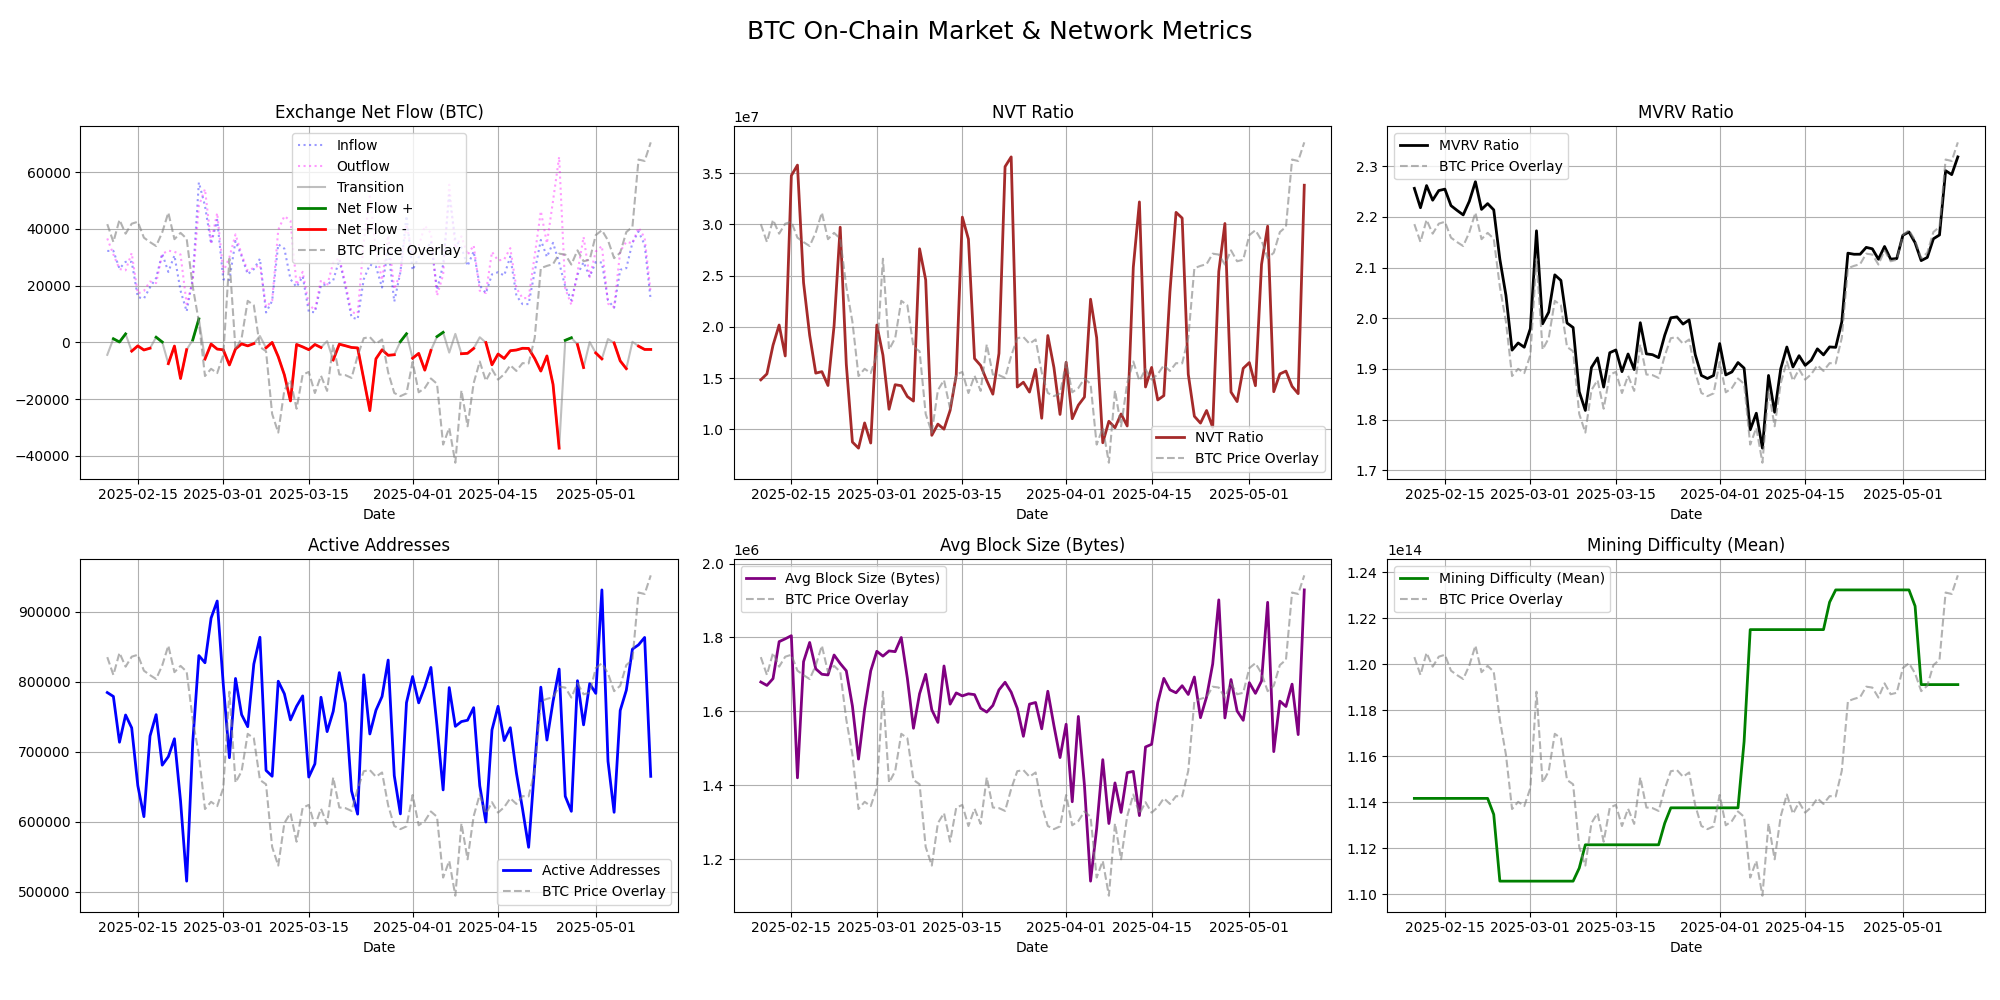 BTC On-Chain Market & Network Metrics
Exchange Net Flow (BTC)
Inflow
Outflow
Transition
Net Flow +
Net Flow -
BTC Price Overlay
60000
40000
20000
0
−20000
−40000
2025-02-15 2025-03-01 2025-03-15 2025-04-01 2025-04-15 2025-05-01
Date
NVT Ratio
1e7
3.5
3.0
2.5
2.0
1.5
1.0
NVT Ratio
BTC Price Overlay
2025-02-15 2025-03-01 2025-03-15 2025-04-01 2025-04-15 2025-05-01
Date
MVRV Ratio
MVRV Ratio
BTC Price Overlay
2.3
2.2
2.1
2.0
1.9
1.8
1.7
2025-02-15 2025-03-01 2025-03-15 2025-04-01 2025-04-15 2025-05-01
Date
Active Addresses
900000
800000
700000
600000
500000
Active Addresses
BTC Price Overlay
2025-02-15 2025-03-01 2025-03-15 2025-04-01 2025-04-15 2025-05-01
Date
Avg Block Size (Bytes)
1e6
Avg Block Size (Bytes)
BTC Price Overlay
2.0
1.8
1.6
1.4
1.2
2025-02-15 2025-03-01 2025-03-15 2025-04-01 2025-04-15 2025-05-01
Date
Mining Difficulty (Mean)
1e14
Mining Difficulty (Mean)
BTC Price Overlay
1.24
1.22
1.20
1.18
1.16
1.14
1.12
1.10
2025-02-15 2025-03-01 2025-03-15 2025-04-01 2025-04-15 2025-05-01
Date